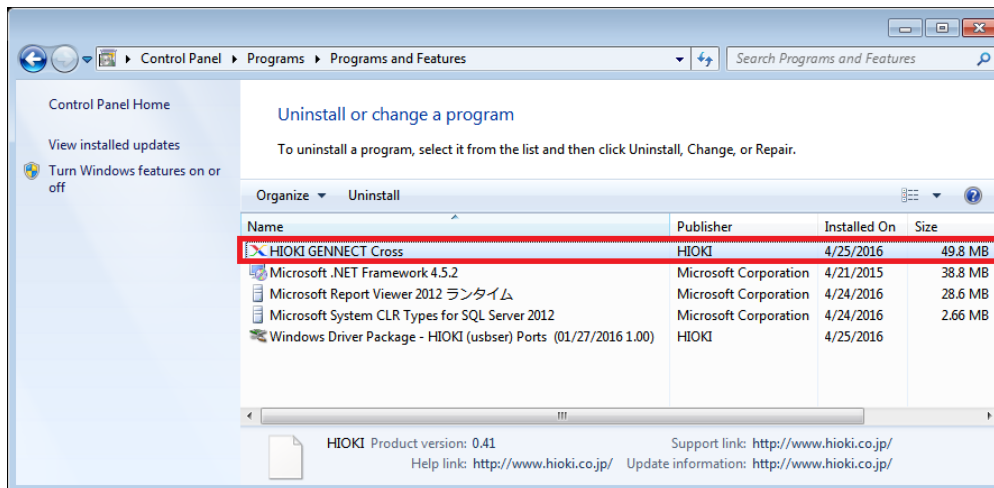 Control Panel Programs Programs and Features Search Programs and Features
Control Panel Home
View installed updates
Turn Windows features on or
off
Uninstall or change a program
To uninstall a program, select it from the list and then click Uninstall, Change, or Repair.
Organize Uninstall
Name Publisher Installed On Size
HIOKI GENNECT Cross HIOKI 4/25/2016 49.8 MB
Microsoft .NET Framework 4.5.2 Microsoft Corporation 4/21/2015 38.8 MB
Microsoft Report Viewer 2012 ランタイム Microsoft Corporation 4/24/2016 28.6 MB
Microsoft System CLR Types for SQL Server 2012 Microsoft Corporation 4/24/2016 2.66 MB
Windows Driver Package - HIOKI (usbser) Ports (01/27/2016 1.00) HIOKI 4/25/2016
HIOKI Product version: 0.41 Support link: http://www.hioki.co.jp/
Help link: http://www.hioki.co.jp/ Update information: http://www.hioki.co.jp/